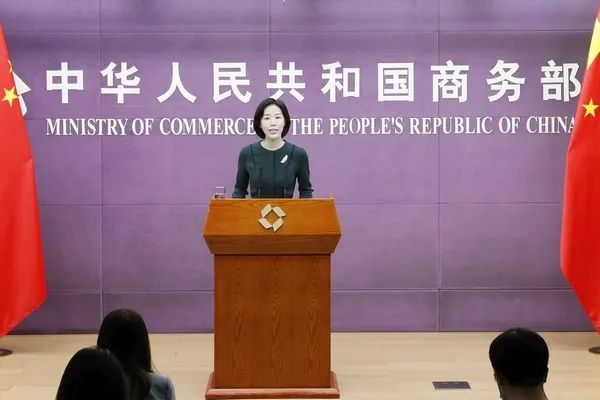 中华人民共和国商务部
MINISTRY OF COMMERCE THE PEOPLE'S REPUBLIC OF CHINA